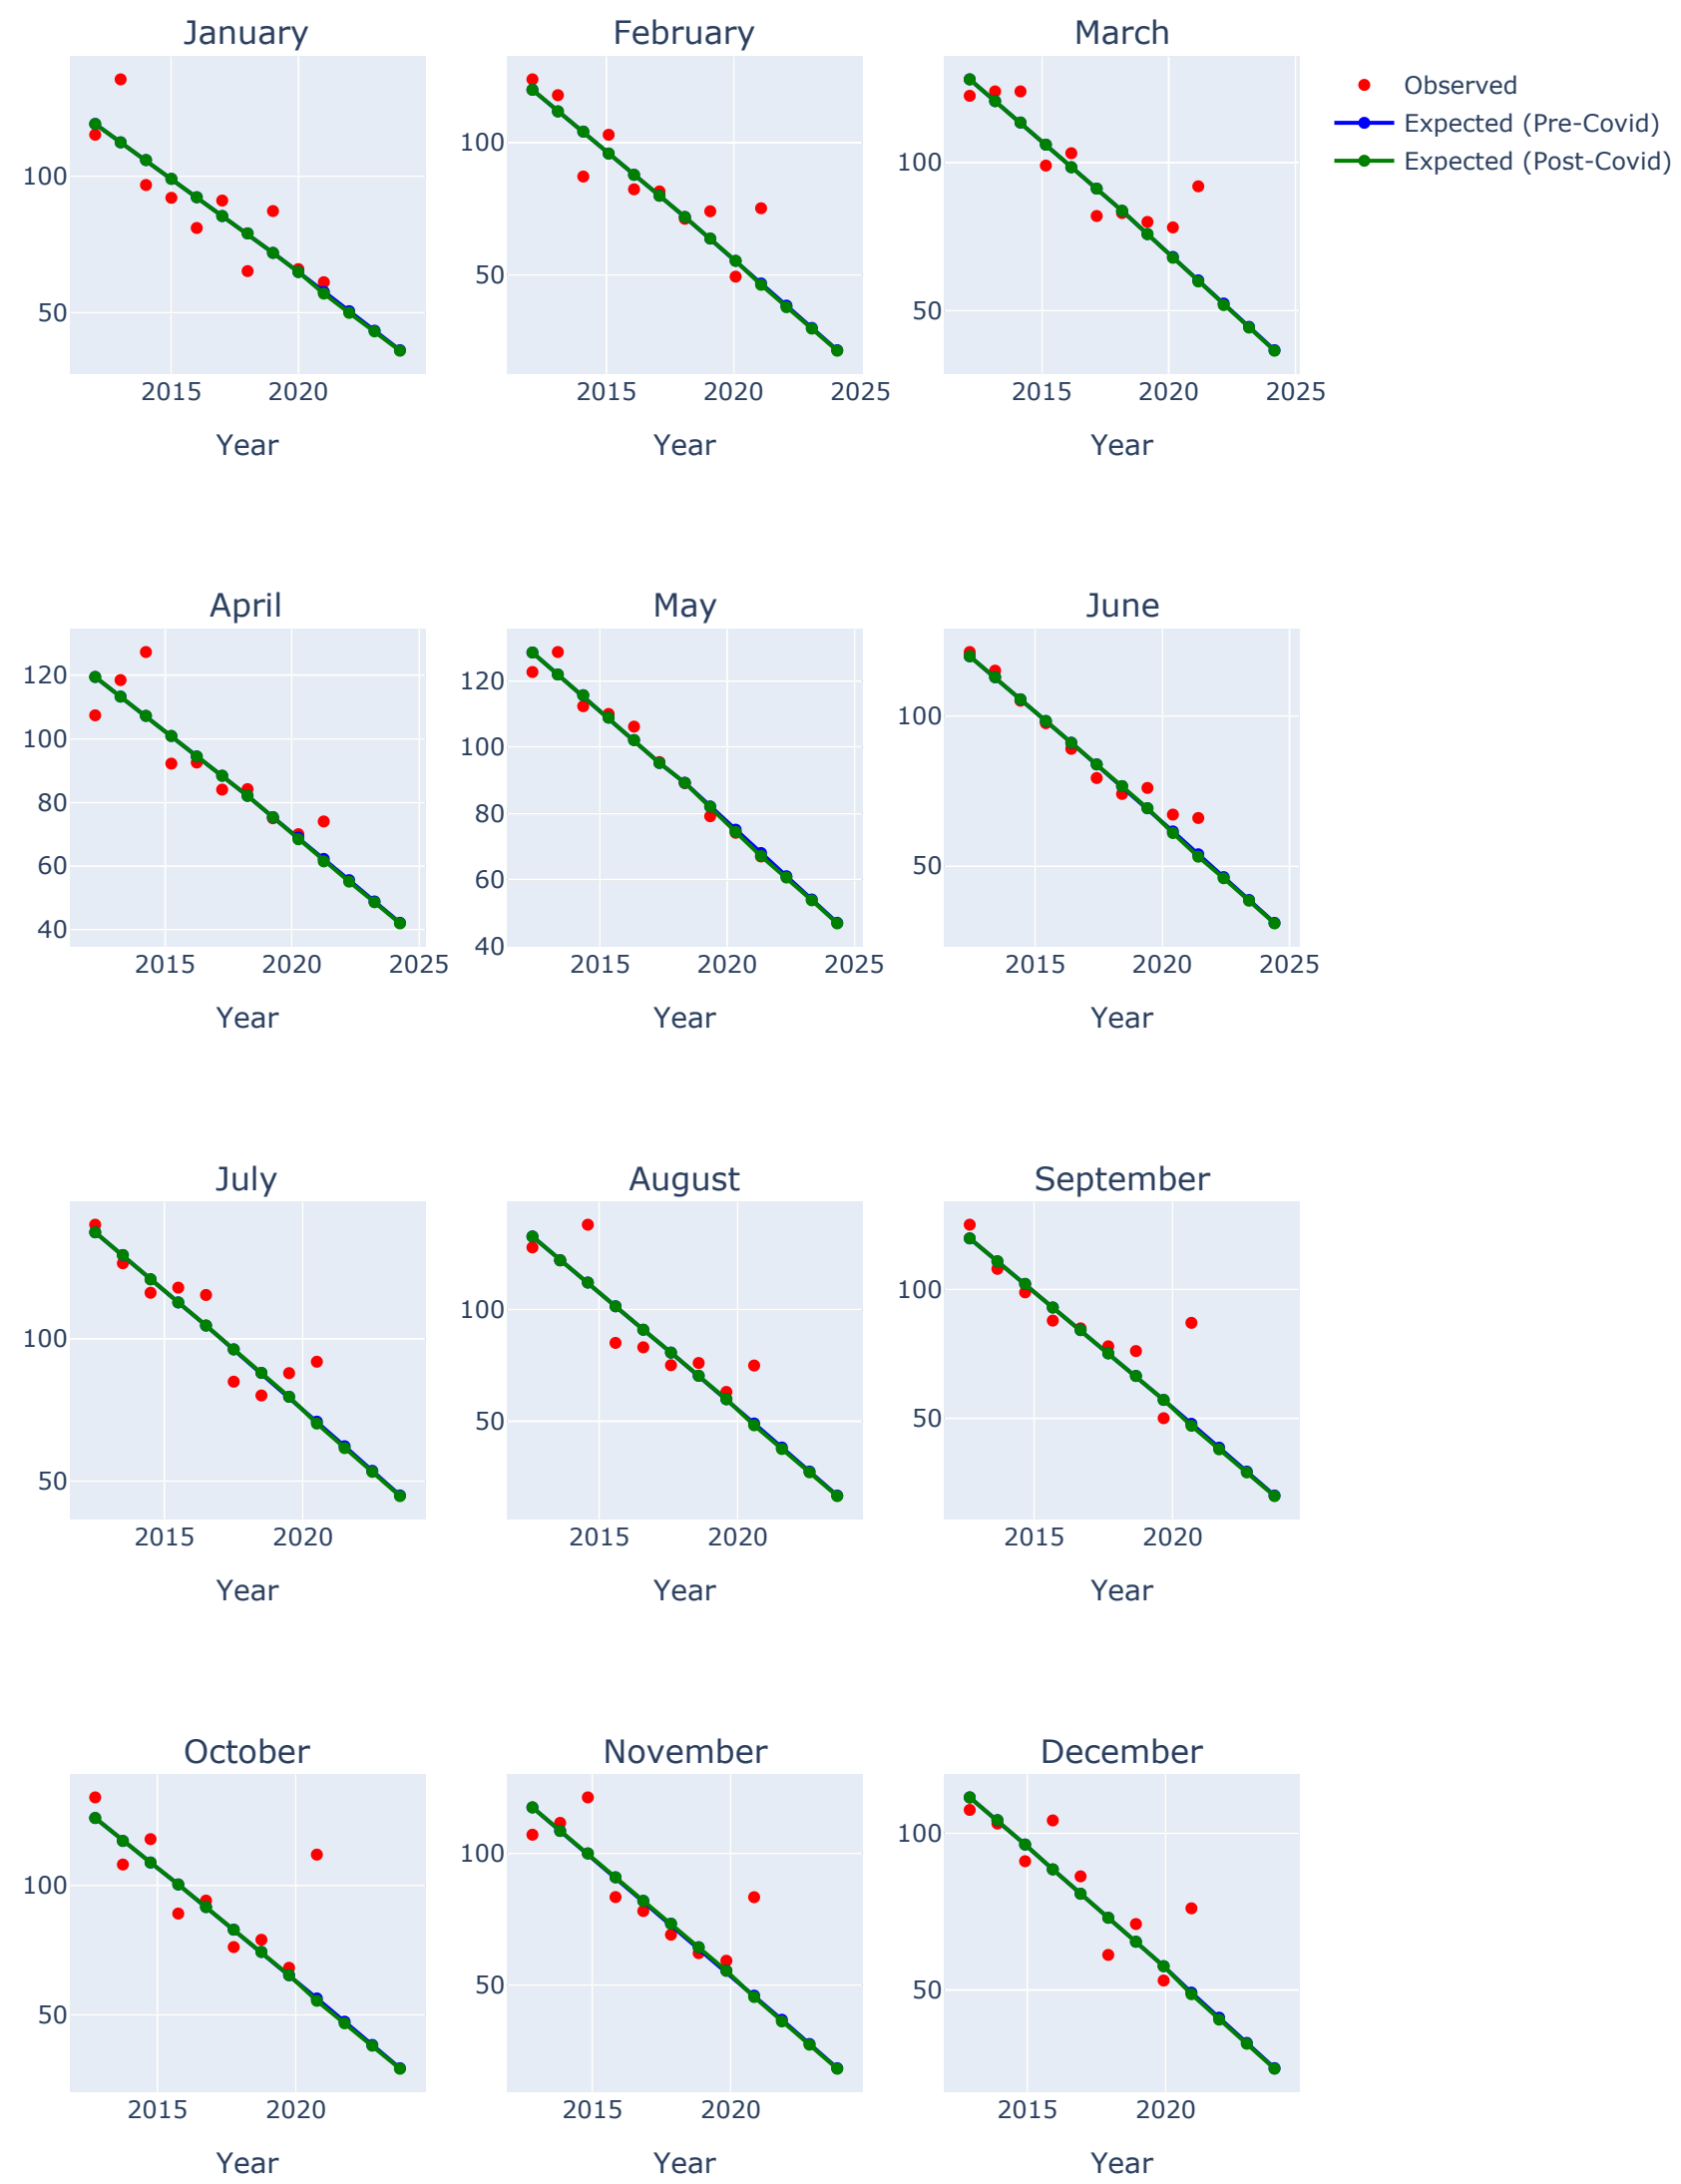 January February March
Observed
Expected (Pre-Covid)
Expected (Post-Covid)
100
50
2015 2020
Year
100
50
2015 2020 2025
Year
100
50
2015 2020 2025
Year
April May June
120
100
80
60
40
2015 2020 2025
Year
120
100
80
60
40
2015 2020 2025
Year
100
50
2015 2020 2025
Year
July August September
100
50
2015 2020
Year
100
50
2015 2020
Year
100
50
2015 2020
Year
October November December
100
50
2015 2020
Year
100
50
2015 2020
Year
100
50
2015 2020
Year